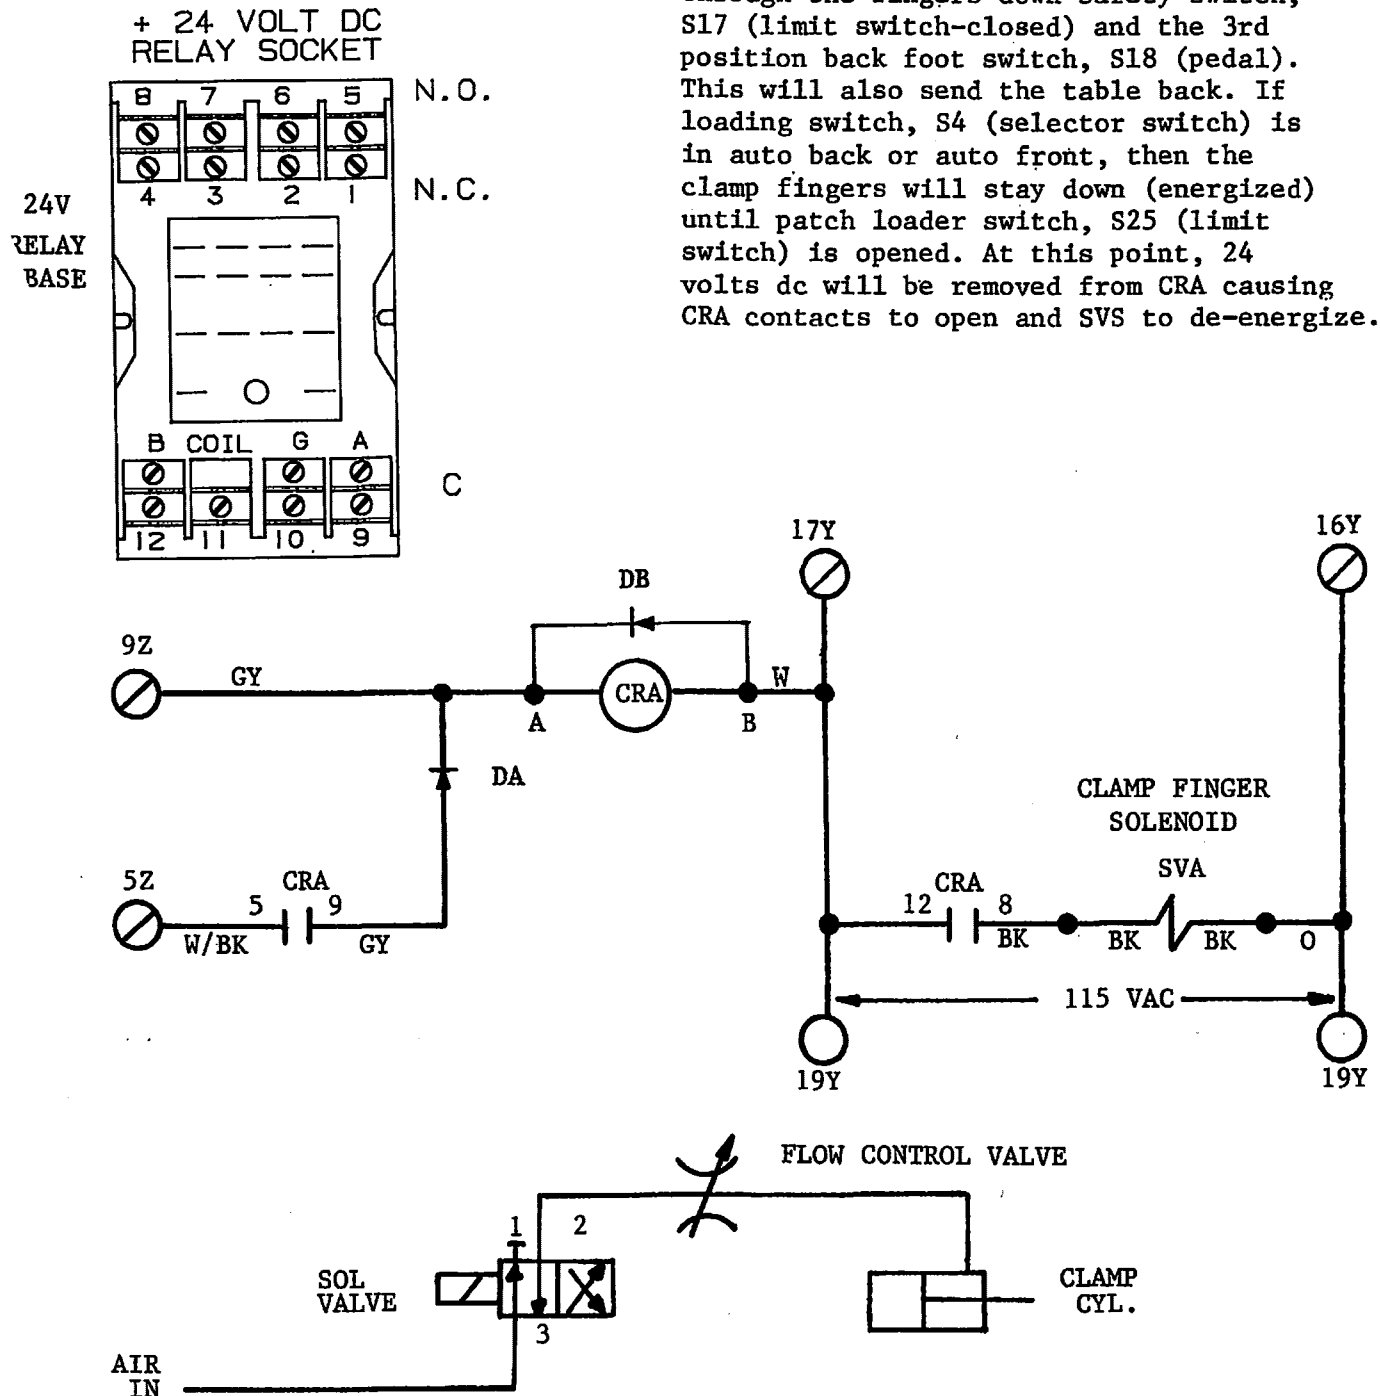 + 24 VOLT DC
RELAY SOCKET
8 7 6 5 N.O.
4 3 2 1 N.C.
24V
RELAY
BASE
B COIL G A
C
12 11 10 9
S17 (limit switch-closed) and the 3rd
position back foot switch, S18 (pedal).
This will also send the table back. If
loading switch, S4 (selector switch) is
in auto back or auto front, then the
clamp fingers will stay down (energized)
until patch loader switch, S25 (limit
switch) is opened. At this point, 24
volts dc will be removed from CRA causing
CRA contacts to open and SVS to de-energize.
17Y
16Y
DB
9Z
GY
CRA
W
A
B
DA
CLAMP FINGER
SOLENOID
SVA
5Z
CRA
5 9
W/BK
GY
CRA
12 8
BK
BK
BK
O
115 VAC
19Y
19Y
FLOW CONTROL VALVE
1 2
SOL
VALVE
3
CLAMP
CYL.
AIR
IN